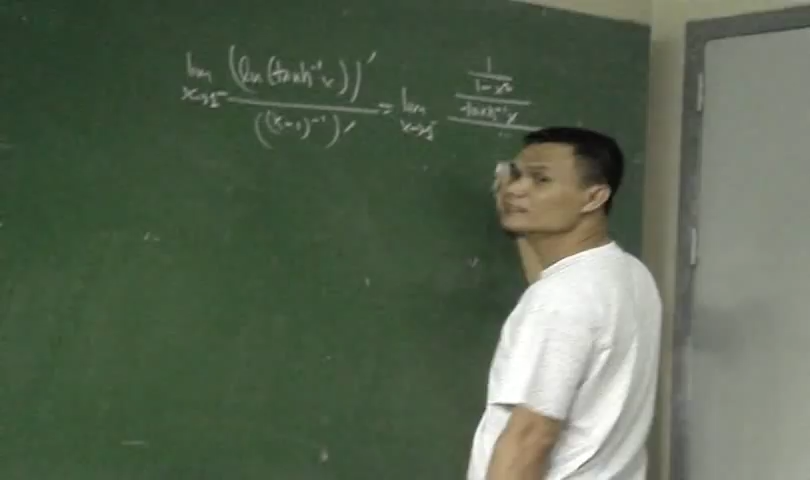 lim (ln(tanh⁻¹x))′ / ((x-1)⁻¹)′ = lim (1/(1-x²))/(tanh⁻¹x)
x→1⁻ x→1⁻